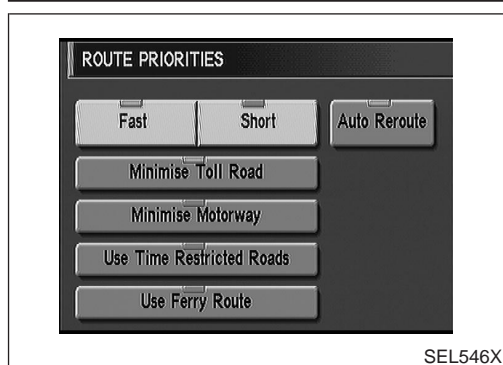 ROUTE PRIORITIES
Fast Short Auto Reroute
Minimise Toll Road
Minimise Motorway
Use Time Restricted Roads
Use Ferry Route
SEL546X